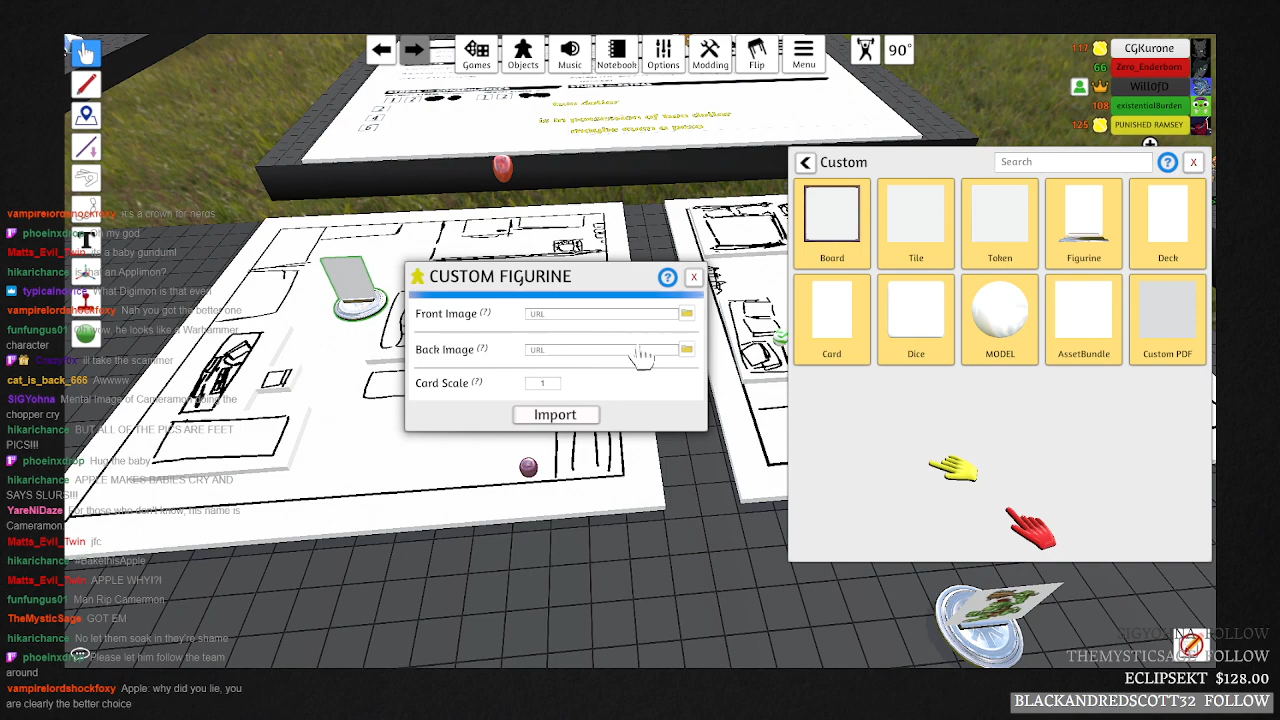 Games
Objects
Music
Notebook
Options
Modding
Flip
Menu
90°
117 CGKurone
66 Zero_Enderborn
WillofD
108 existentialBurden
125 PUNISHED RAMSEY
Custom
Search
?
X
Board
Tile
Token
Figurine
Deck
Card
Dice
MODEL
AssetBundle
Custom PDF
CUSTOM FIGURINE
?
X
Front Image (?)
URL
Back Image (?)
URL
Card Scale (?)
1
Import
T
vampirelordshockfoxy it's a crown for nerds
phoeinxdrop Oh my god
Matts_Evil_Twin its a baby gundum!
hikarichance is that an Applimon?
typicalnovice What Digimon is that even
vampirelordshockfoxy Nah you got the better one
funfungus01 Oh wow, he looks like a Warhammer
character
ill take the scammer
cat_is_back_666 Awwww
SIGYohna Mental Image of Cameramon doing the
chopper cry
hikarichance BUT ALL OF THE PICS ARE FEET
PICS!!!
phoeinxdrop Hug the baby
hikarichance APPLE MAKES BABIES CRY AND
SAYS SLURS!!!
YareNiDaze For those who don't know, his name is
Cameramon
Matts_Evil_Twin jfc
hikarichance #BakeThisApple
Matts_Evil_Twin APPLE WHY!?!
funfungus01 Man Rip Camermon
TheMysticSage GOT EM
hikarichance No let them soak in they're shame
phoeinxdrop Please let him follow the team
around
vampirelordshockfoxy Apple: why did you lie, you
are clearly the better choice
SIGYOHNA FOLLOW
THEMYSTICSAGE FOLLOW
ECLIPSEKT $128.00
BLACKANDREDSCOTT32 FOLLOW